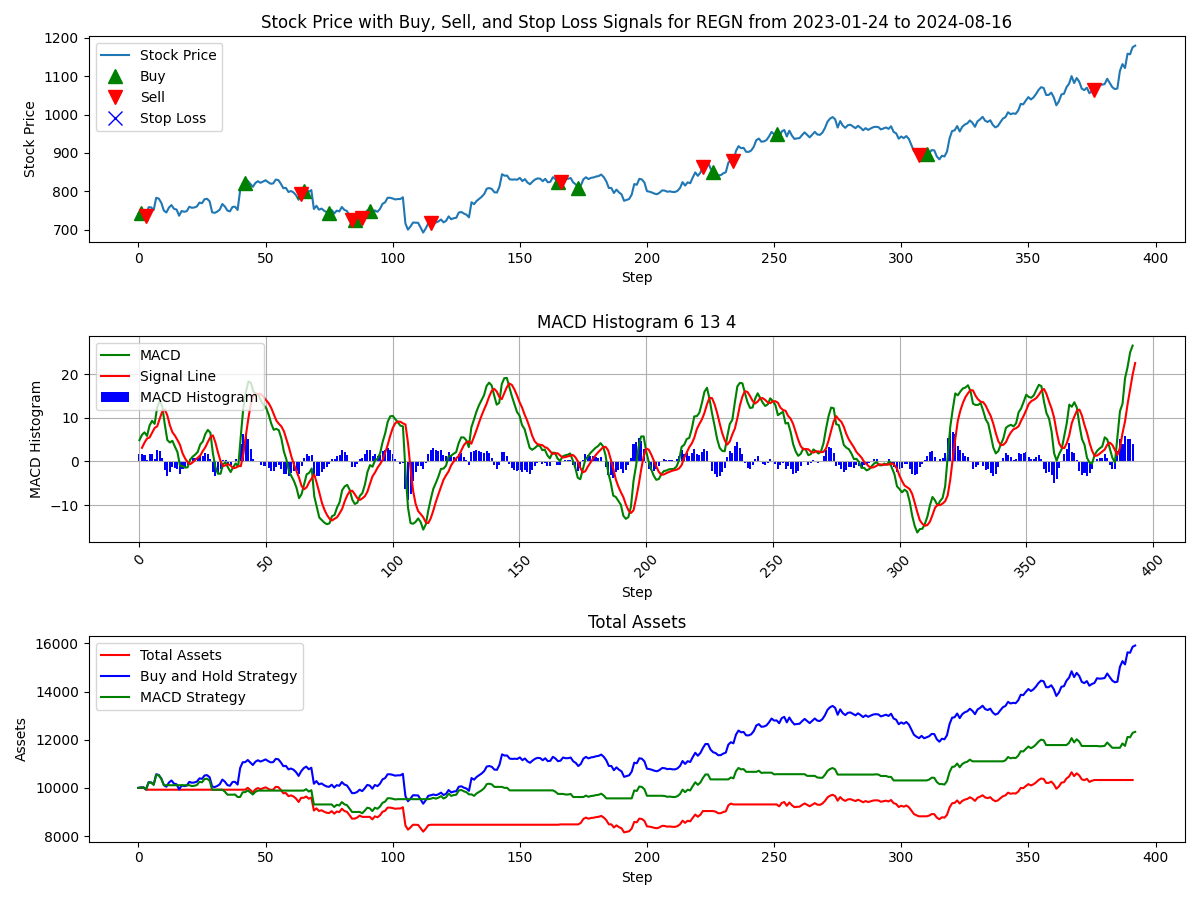 Stock Price with Buy, Sell, and Stop Loss Signals for REGN from 2023-01-24 to 2024-08-16
1200
1100
1000
900
800
700
Stock Price
Stock Price
Buy
Sell
Stop Loss
0 50 100 150 200 250 300 350 400
Step
MACD Histogram 6 13 4
20
10
0
−10
MACD Histogram
MACD
Signal Line
MACD Histogram
0 50 100 150 200 250 300 350 400
Step
Total Assets
16000
14000
12000
10000
8000
Assets
Total Assets
Buy and Hold Strategy
MACD Strategy
0 50 100 150 200 250 300 350 400
Step